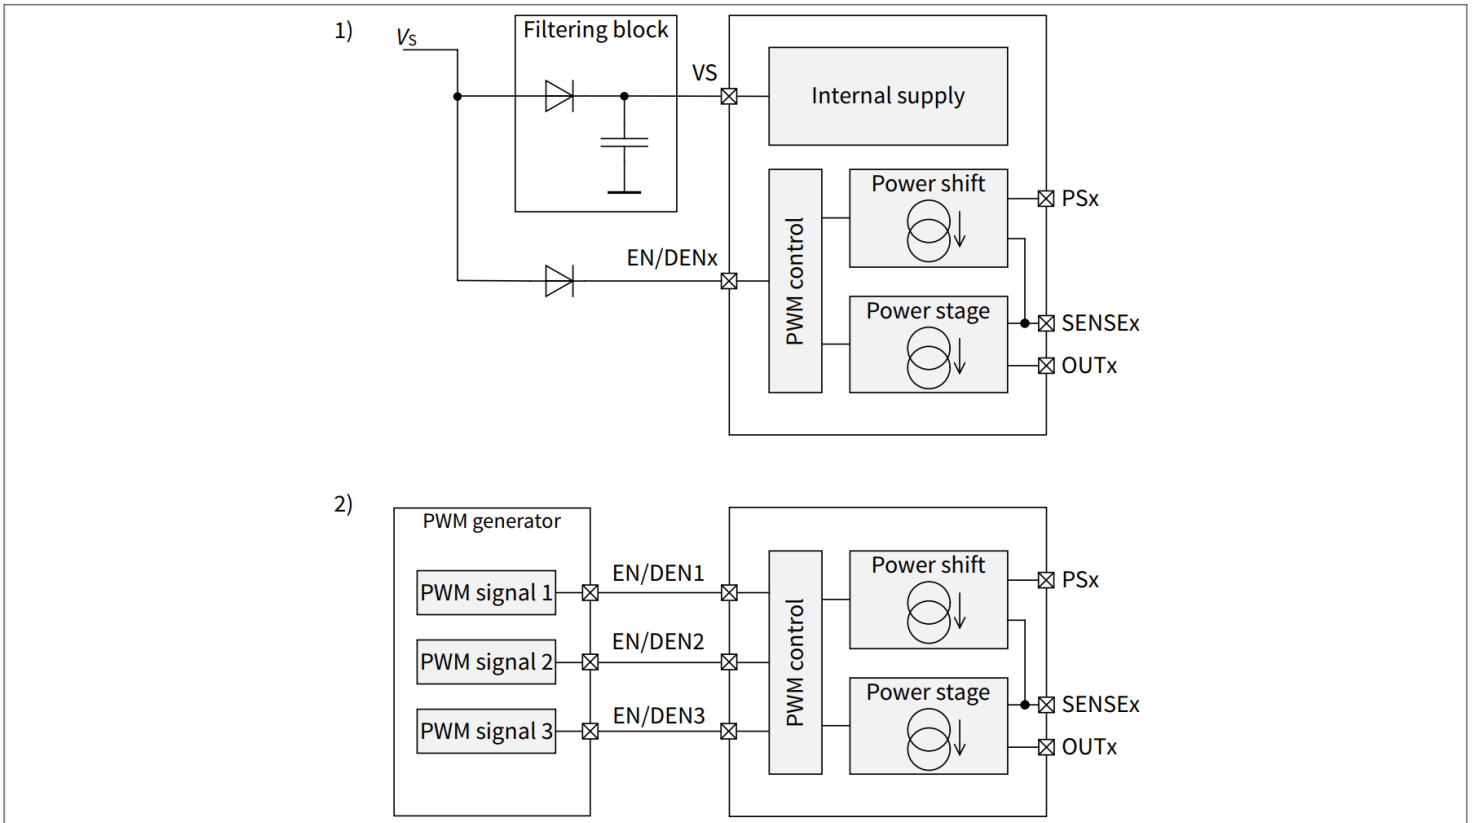 1)
VS
Filtering block
VS
Internal supply
EN/DENx
PWM control
Power shift
PSx
Power stage
SENSEx
OUTx
2)
PWM generator
PWM signal 1
EN/DEN1
PWM signal 2
EN/DEN2
PWM signal 3
EN/DEN3
PWM control
Power shift
PSx
Power stage
SENSEx
OUTx